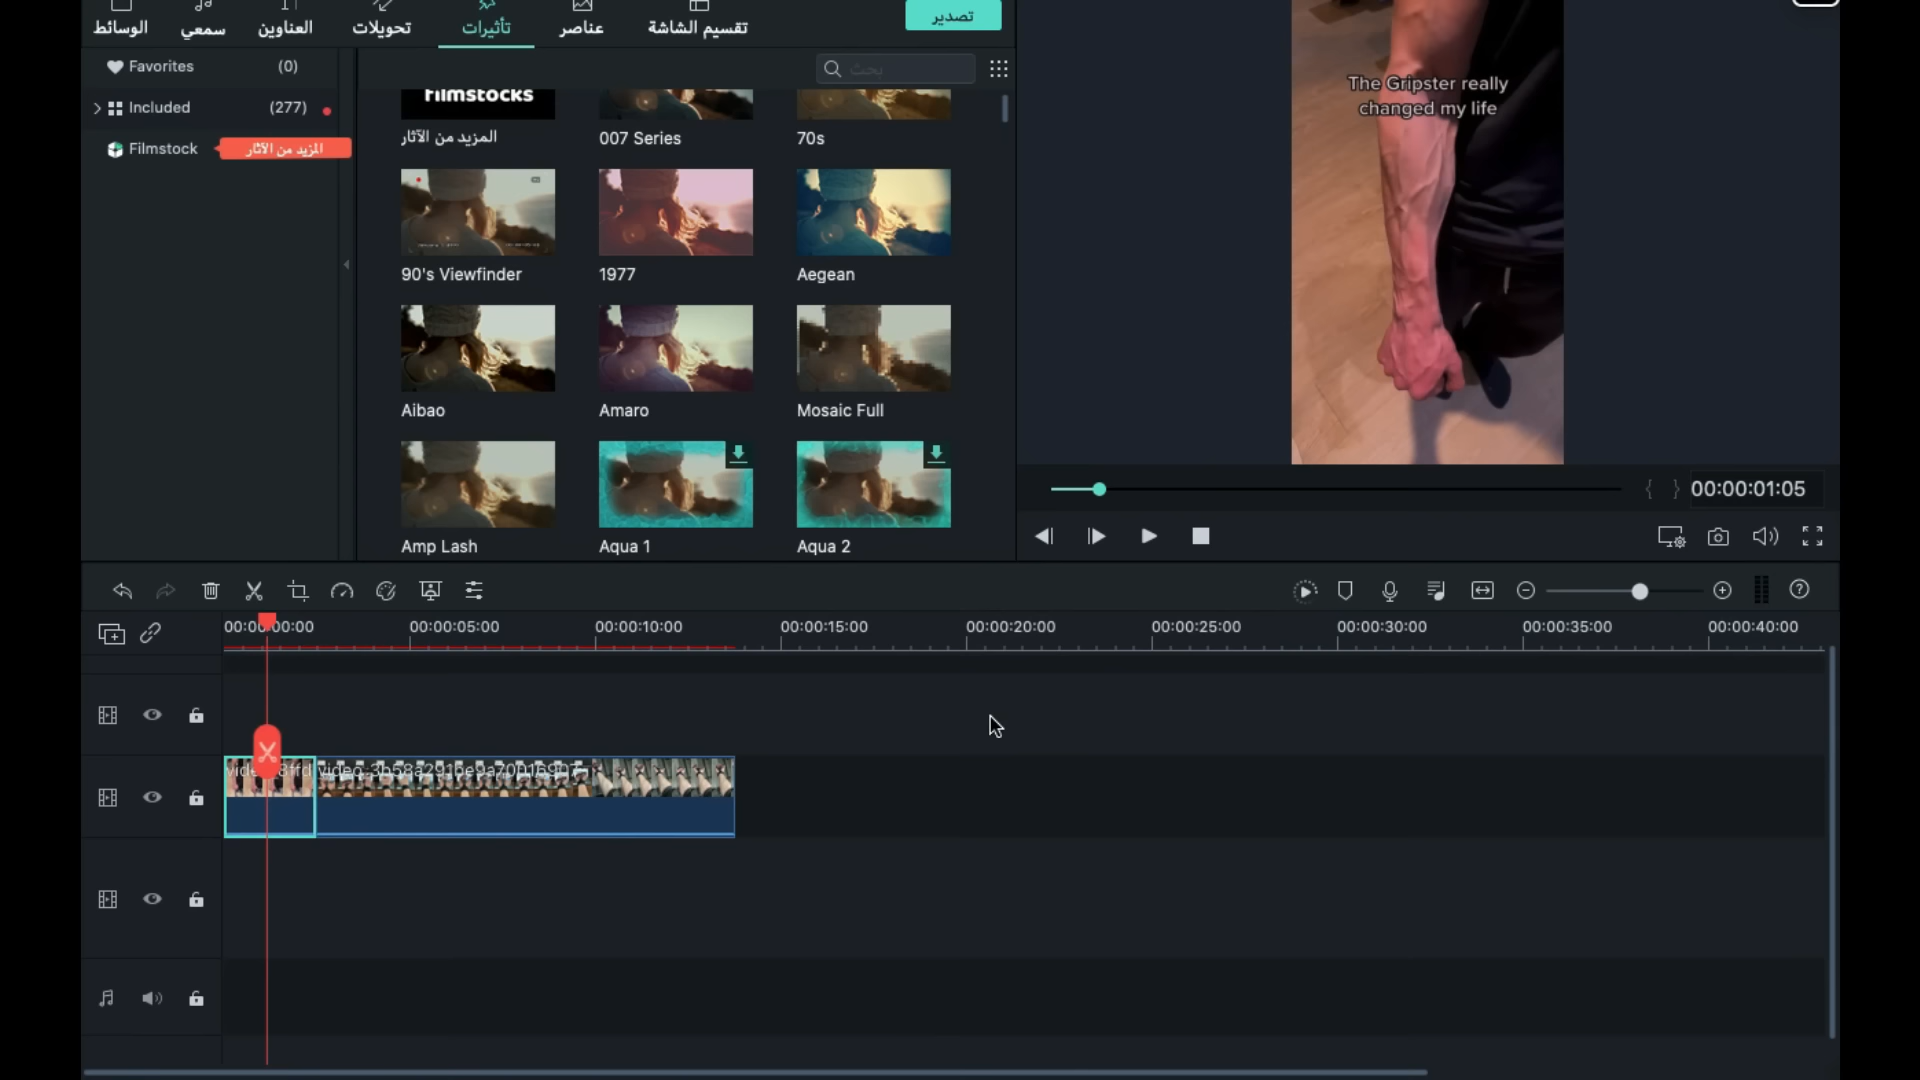 الوسائط
سمعي
العناوين
تحويلات
تأثيرات
عناصر
تقسيم الشاشة
تصدير
Favorites (0)
Included (277)
Filmstock
المزيد من الآثار
بحث
filmstocks
المزيد من الآثار
007 Series
70s
90's Viewfinder
1977
Aegean
Aibao
Amaro
Mosaic Full
Amp Lash
Aqua 1
Aqua 2
The Gripster really
changed my life
{ } 00:00:01:05
00:00:00:00
00:00:05:00
00:00:10:00
00:00:15:00
00:00:20:00
00:00:25:00
00:00:30:00
00:00:35:00
00:00:40:00